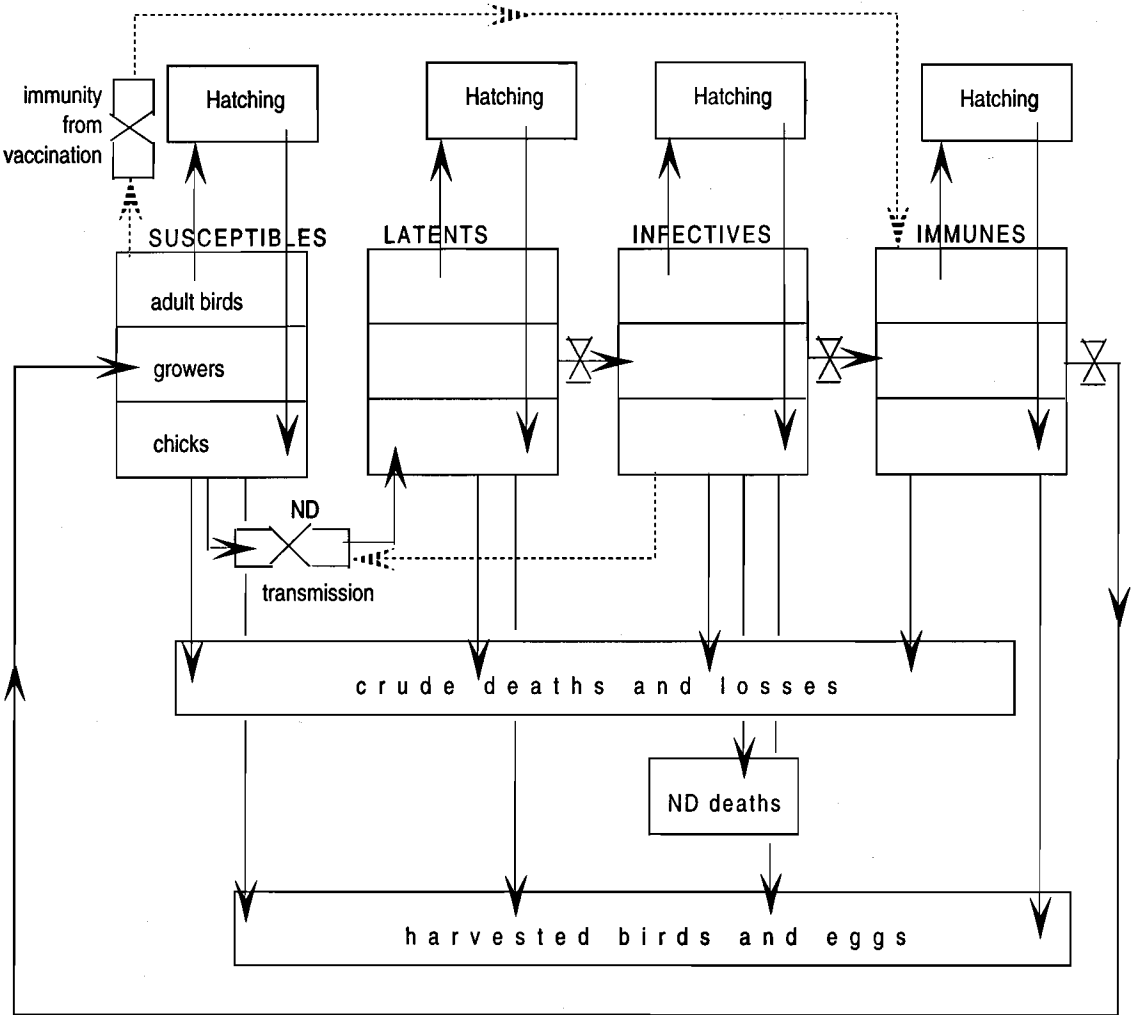 immunity
from
vaccination
Hatching
Hatching
Hatching
Hatching
SUSCEPTIBLES
LATENTS
INFECTIVES
IMMUNES
adult birds
growers
chicks
ND
transmission
crude deaths and losses
ND deaths
harvested birds and eggs